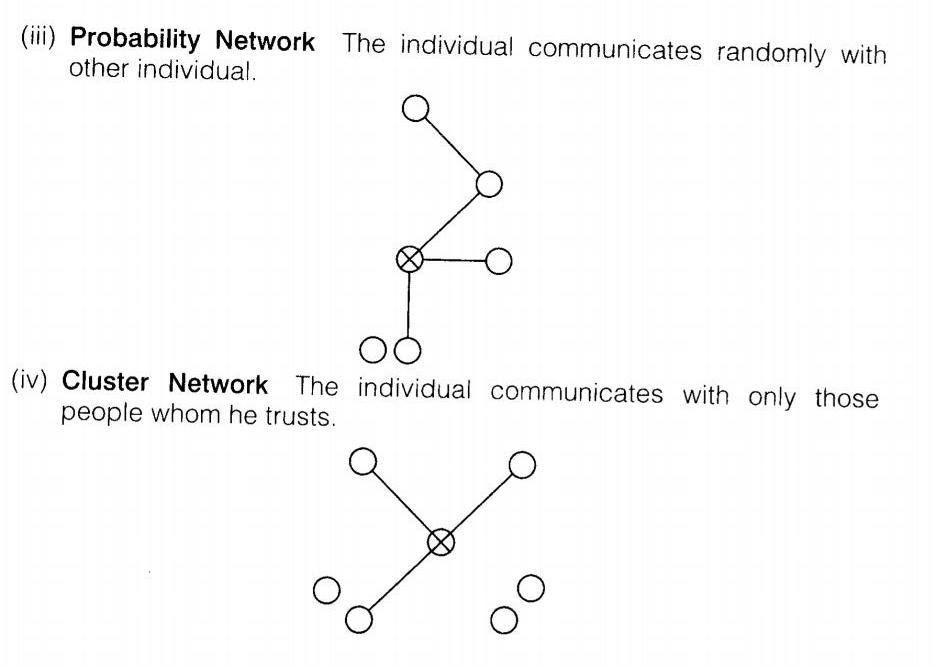 (iii) Probability Network The individual communicates randomly with
other individual.
(iv) Cluster Network The individual communicates with only those
people whom he trusts.